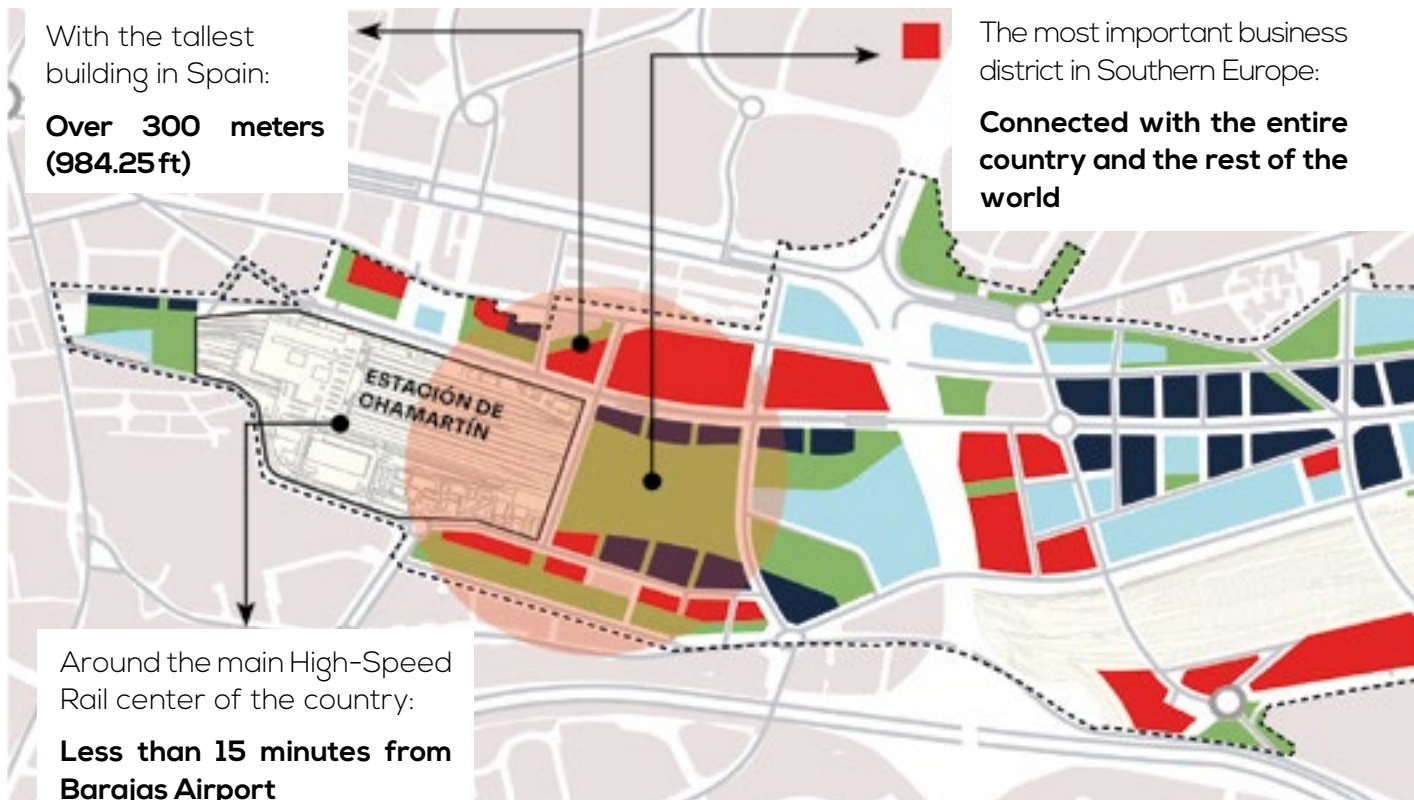 With the tallest
building in Spain:
Over 300 meters
(984.25 ft)
The most important business
district in Southern Europe:
Connected with the entire
country and the rest of the
world
ESTACIÓN DE
CHAMARTÍN
Around the main High-Speed
Rail center of the country:
Less than 15 minutes from
Barajas Airport